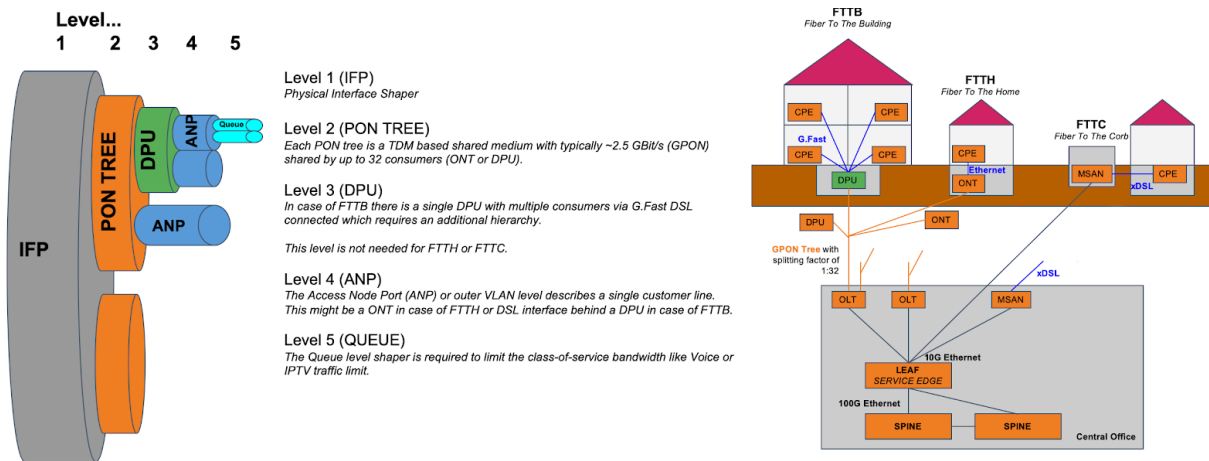 Level...
1 2 3 4 5
IFP
PON TREE
DPU
ANP
Queue
ANP
Level 1 (IFP)
Physical Interface Shaper
Level 2 (PON TREE)
Each PON tree is a TDM based shared medium with typically ~2.5 GBit/s (GPON)
shared by up to 32 consumers (ONT or DPU).
Level 3 (DPU)
In case of FTTB there is a single DPU with multiple consumers via G.Fast DSL
connected which requires an additional hierarchy.
This level is not needed for FTTH or FTTC.
Level 4 (ANP)
The Access Node Port (ANP) or outer VLAN level describes a single customer line.
This might be a ONT in case of FTTH or DSL interface behind a DPU in case of FTTB.
Level 5 (QUEUE)
The Queue level shaper is required to limit the class-of-service bandwidth like Voice or
IPTV traffic limit.
FTTB
Fiber To The Building
FTTH
Fiber To The Home
FTTC
Fiber To The Corb
CPE CPE
G.Fast
CPE CPE
DPU
CPE
Ethernet
ONT
MSAN
xDSL
CPE
DPU
ONT
GPON Tree with
splitting factor of
1:32
xDSL
OLT OLT MSAN
10G Ethernet
LEAF
SERVICE EDGE
100G Ethernet
SPINE SPINE
Central Office